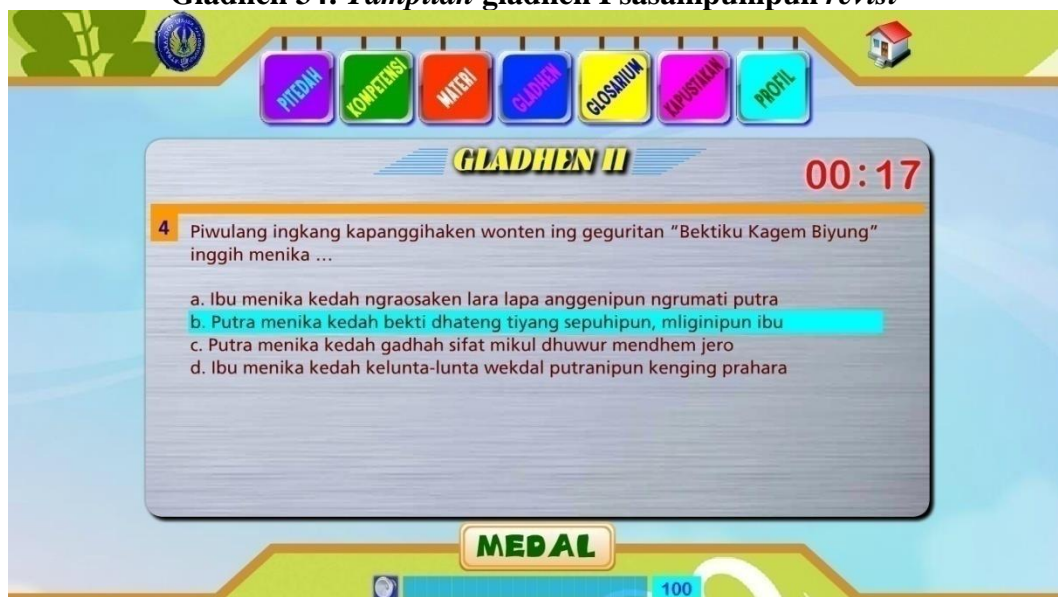 Gladhen 34. Tampilan gladhen I sasampunipun revisi
PITEDAH
KOMPETENSI
MATERI
GLADHEN
GLOSARIUM
KAPUSTAKAN
PROFIL
GLADHEN II
00:17
4 Piwulang ingkang kapanggihaken wonten ing geguritan “Bektiku Kagem Biyung”
inggih menika ...
a. Ibu menika kedah ngraosaken lara lapa anggenipun ngrumati putra
b. Putra menika kedah bekti dhateng tiyang sepuhipun, mliginipun ibu
c. Putra menika kedah gadhah sifat mikul dhuwur mendhem jero
d. Ibu menika kedah kelunta-lunta wekdal putranipun kenging prahara
MEDAL
100